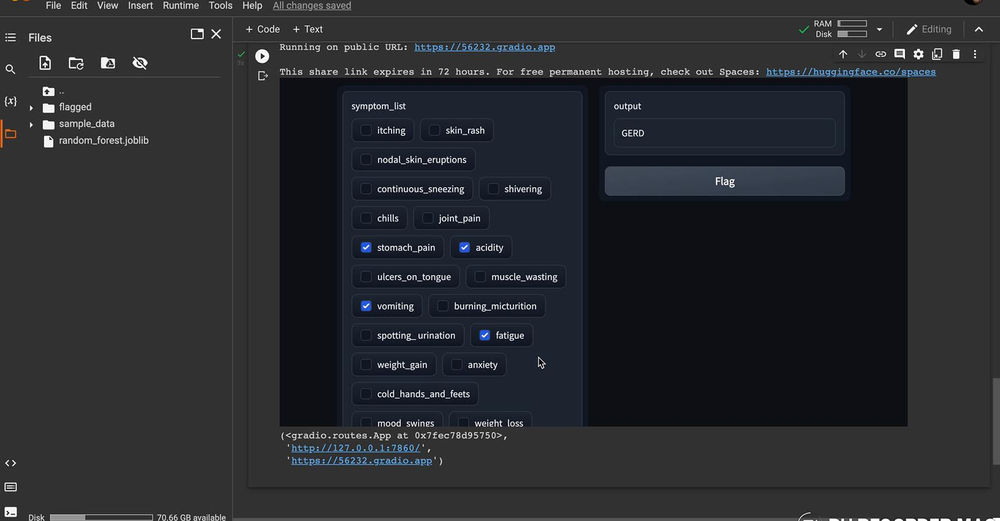 File Edit View Insert Runtime Tools Help All changes saved
Files
+ Code + Text
RAM
Disk
Editing
..
flagged
sample_data
random_forest.joblib
{x}
3s
Running on public URL: https://56232.gradio.app
This share link expires in 72 hours. For free permanent hosting, check out Spaces: https://huggingface.co/spaces
symptom_list
itching skin_rash
nodal_skin_eruptions
continuous_sneezing shivering
chills joint_pain
stomach_pain acidity
ulcers_on_tongue muscle_wasting
vomiting burning_micturition
spotting_ urination fatigue
weight_gain anxiety
cold_hands_and_feets
mood_swings weight_loss
output
GERD
Flag
(<gradio.routes.App at 0x7fec78d95750>,
'http://127.0.0.1:7860/',
'https://56232.gradio.app')
Disk 70.66 GB available